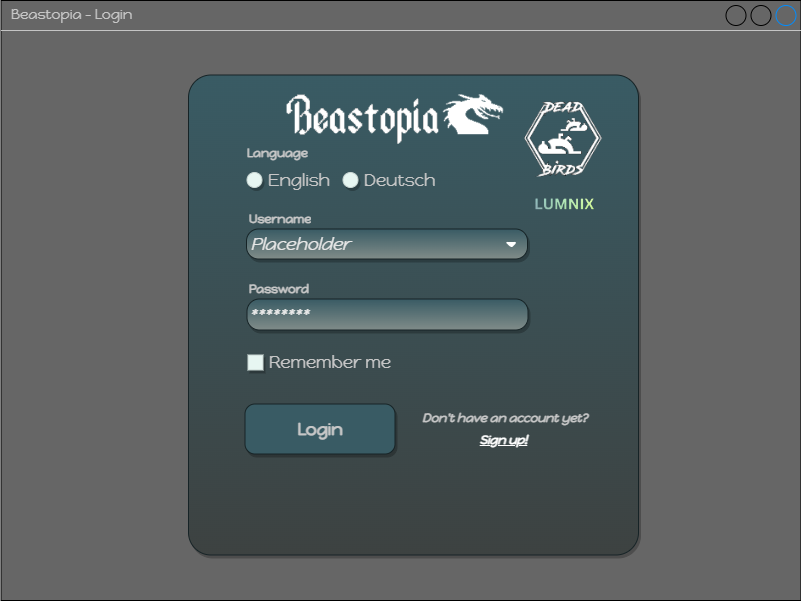 Beastopia - Login
Beastopia
DEAD
BIRDS
LUMNIX
Language
English Deutsch
Username
Placeholder
Password
********
Remember me
Login
Don't have an account yet?
Sign up!